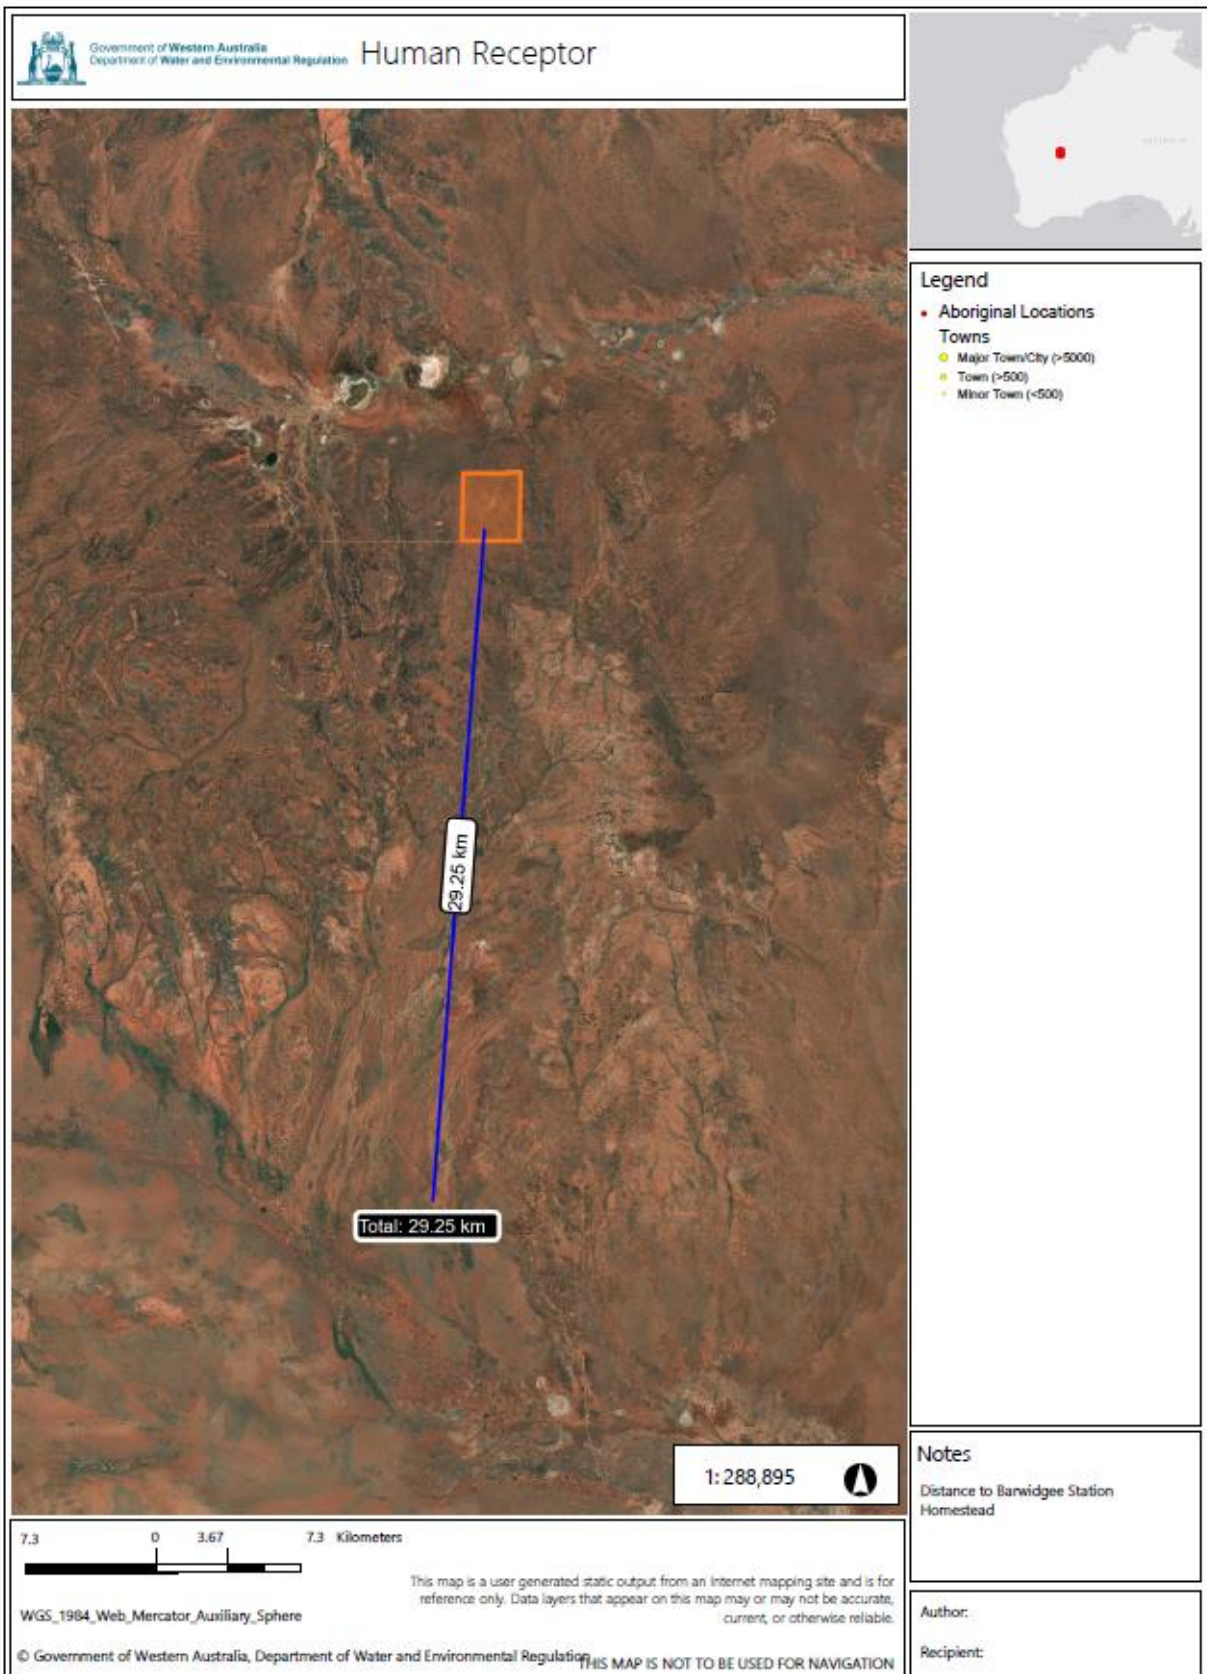 Government of Western Australia
Department of Water and Environmental Regulation
Human Receptor
Legend
Aboriginal Locations
Towns
Major Town/City (>5000)
Town (>500)
Minor Town (<500)
29.25 km
Total: 29.25 km
1: 288,895
Notes
Distance to Barwidgee Station
Homestead
7.3 0 3.67 7.3 Kilometers
This map is a user generated static output from an Internet mapping site and is for
reference only. Data layers that appear on this map may or may not be accurate,
current, or otherwise reliable.
WGS_1984_Web_Mercator_Auxiliary_Sphere
© Government of Western Australia, Department of Water and Environmental Regulation
THIS MAP IS NOT TO BE USED FOR NAVIGATION
Author:
Recipient: